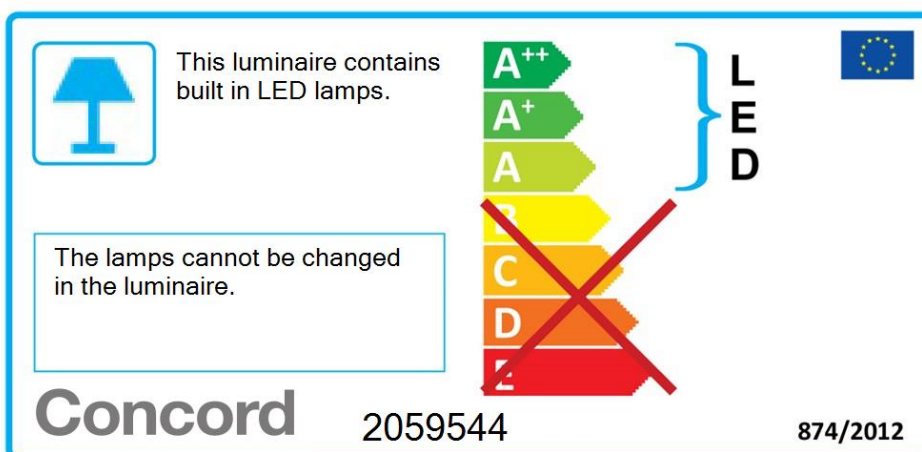 This luminaire contains
built in LED lamps.
A++
A+
A
B
C
D
E
L
E
D
The lamps cannot be changed
in the luminaire.
Concord
2059544
874/2012